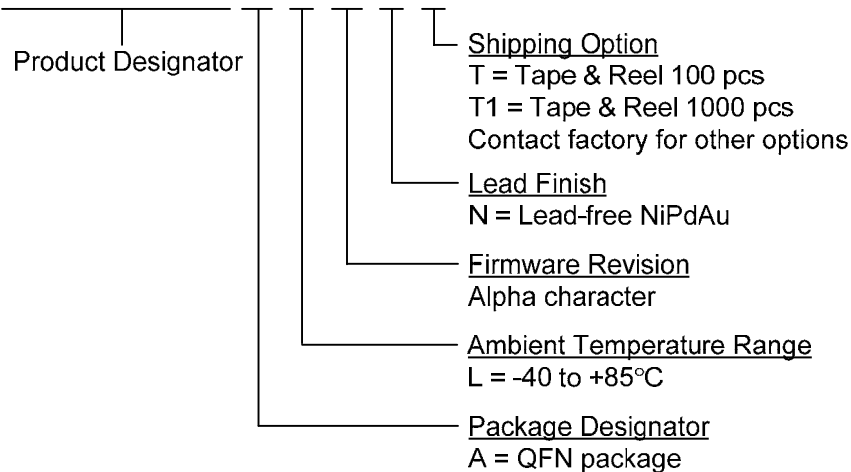 Product Designator
Shipping Option
T = Tape & Reel 100 pcs
T1 = Tape & Reel 1000 pcs
Contact factory for other options
Lead Finish
N = Lead-free NiPdAu
Firmware Revision
Alpha character
Ambient Temperature Range
L = -40 to +85°C
Package Designator
A = QFN package